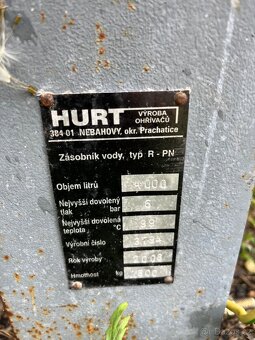 HURT
VÝROBA
OHŘÍVAČŮ
384 01 NEBAHOVY, okr. Prachatice
Zásobník vody, typ R - PN
Objem litrů
Nejvyšší dovolený
tlak bar 6
Nejvyšší dovolená
teplota °C
Výrobní číslo
Rok výroby
Hmotnost kg